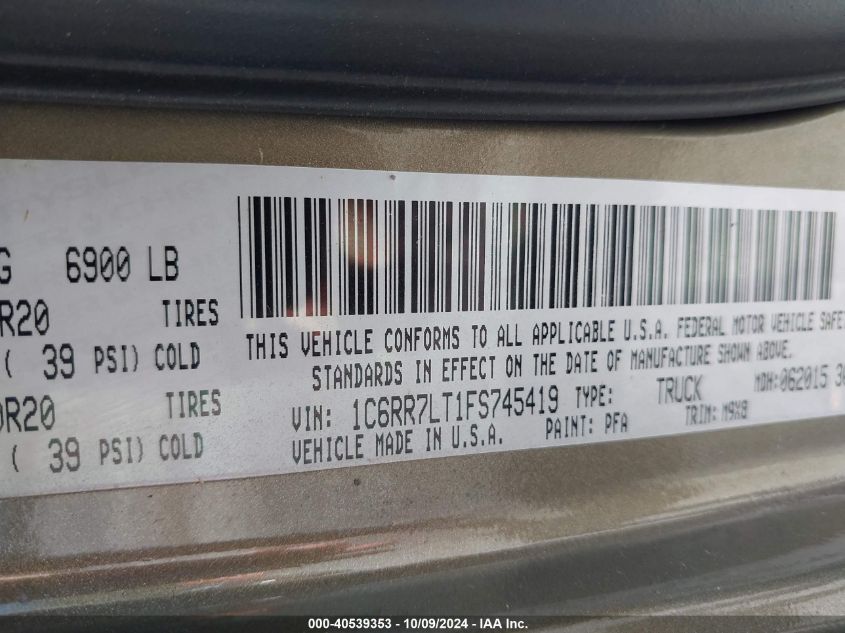 G 6900 LB
R20 TIRES
( 39 PSI) COLD
R20 TIRES
( 39 PSI) COLD
THIS VEHICLE CONFORMS TO ALL APPLICABLE U.S.A. FEDERAL MOTOR VEHICLE SAFE
STANDARDS IN EFFECT ON THE DATE OF MANUFACTURE SHOWN ABOVE.
VIN: 1C6RR7LT1FS745419 TYPE: TRUCK MDH:062015 
VEHICLE MADE IN U.S.A. PAINT: PFA TRIM: M9X8
000-40539353 - 10/09/2024 - IAA Inc.